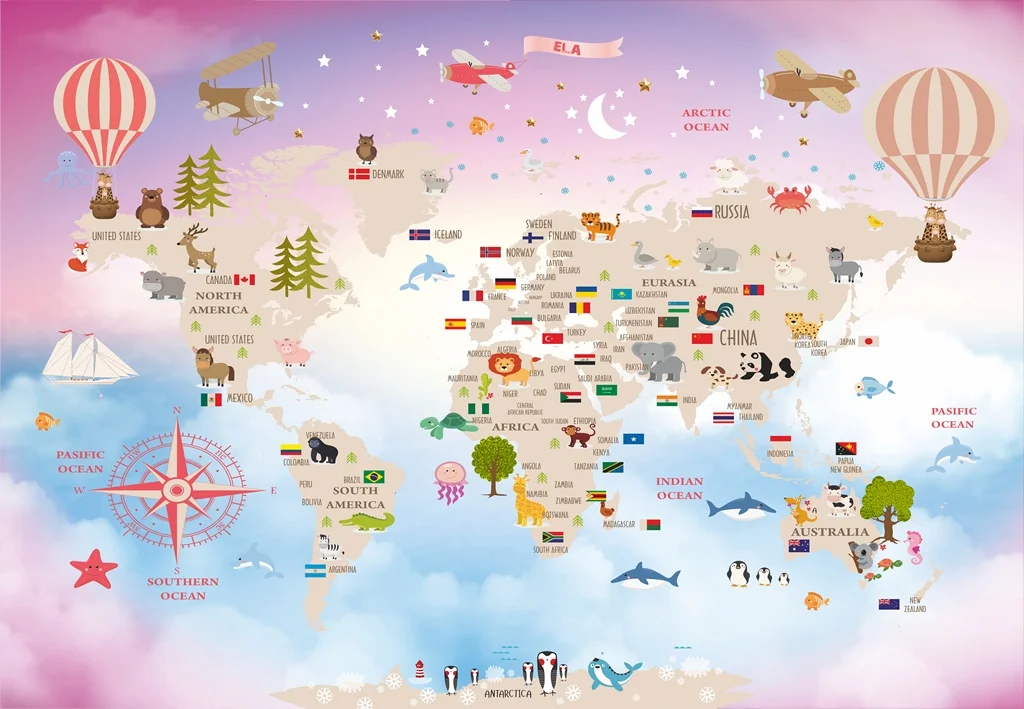 ELA
ARCTIC
OCEAN
DENMARK
RUSSIA
UNITED STATES
ICELAND
SWEDEN
FINLAND
NORWAY
ESTONIA
LATVIA
BELARUS
CANADA
NORTH
AMERICA
POLAND
GERMANY
FRANCE
UKRAINA
ROMANIA
EURASIA
KAZAKHSTAN
MONGOLIA
SPAIN
BULGARIA
TURKEY
UZBEKISTAN
TURKMENISTAN
AFGHANISTAN
CHINA
UNITED STATES
SYRIA
IRAN
IRAQ
PAKISTAN
NORTH
KOREA
SOUTH
KOREA
JAPAN
MOROCCO
ALGERIA
LIBYA
EGYPT
SAUDI ARABIA
MEXICO
MAURITANIA
NIGER
CHAD
SUDAN
INDIA
MYANMAR
THAILAND
CENTRAL
AFRICAN REPUBLIC
NIGERIA
AFRICA
SOUTH SUDAN
ETHIOPIA
SOMALIA
KENYA
PASIFIC
OCEAN
VENEZUELA
COLOMBIA
PERU
BRAZIL
BOLIVIA
SOUTH
AMERICA
ARGENTINA
PASIFIC
OCEAN
N
W
E
S
SOUTHERN
OCEAN
ANGOLA
TANZANIA
ZAMBIA
NAMIBIA
ZIMBABWE
BOTSWANA
MADAGASCAR
SOUTH AFRICA
INDIAN
OCEAN
INDONESIA
PAPUA
NEW GUINEA
AUSTRALIA
NEW
ZEALAND
ANTARCTICA